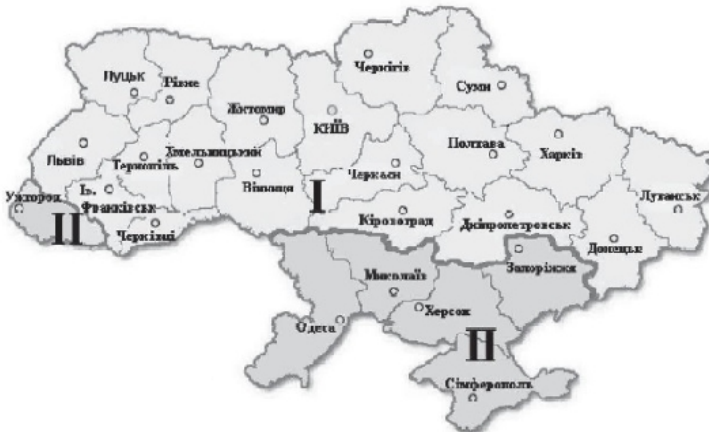 Чернігів
Луцьк
Рівне
Суми
Житомир
КИЇВ
Полтава
Харків
Львів
Тернопіль
Хмельницький
Черкаси
Вінниця
Ужгород
Ів.
Франківськ
I
Луганськ
II
Кіровоград
Чернівці
Дніпропетровськ
Донецьк
Запоріжжя
Миколаїв
Херсон
Одеса
II
Сімферополь